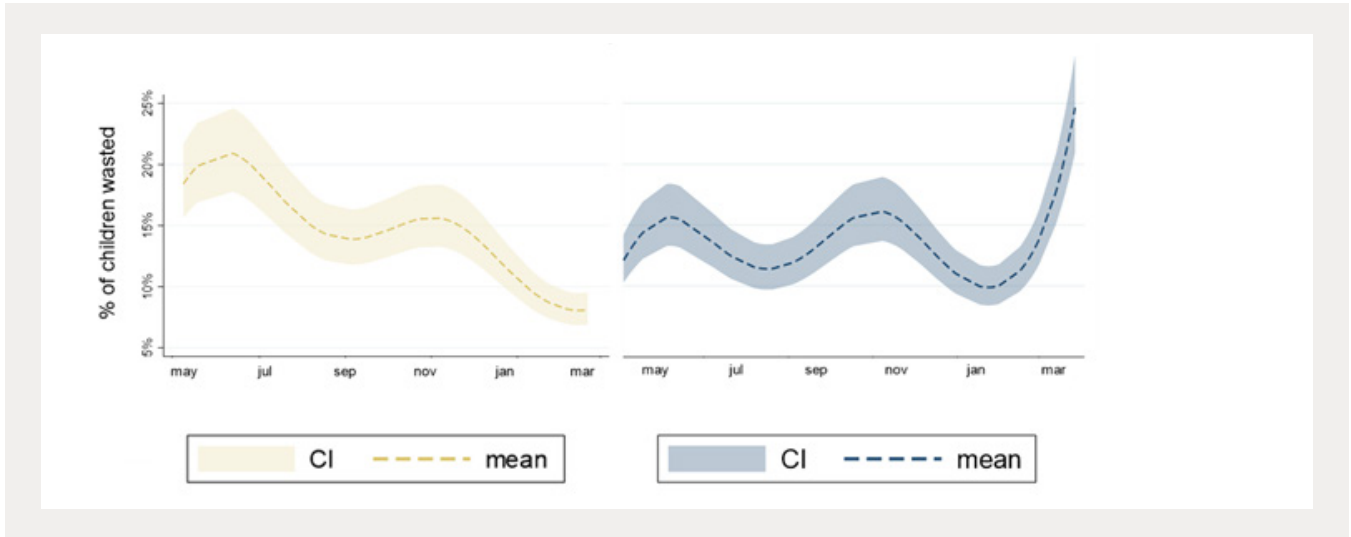 % of children wasted
25%
20%
15%
10%
5%
may jul sep nov jan mar
may jul sep nov jan mar
CI mean
CI mean